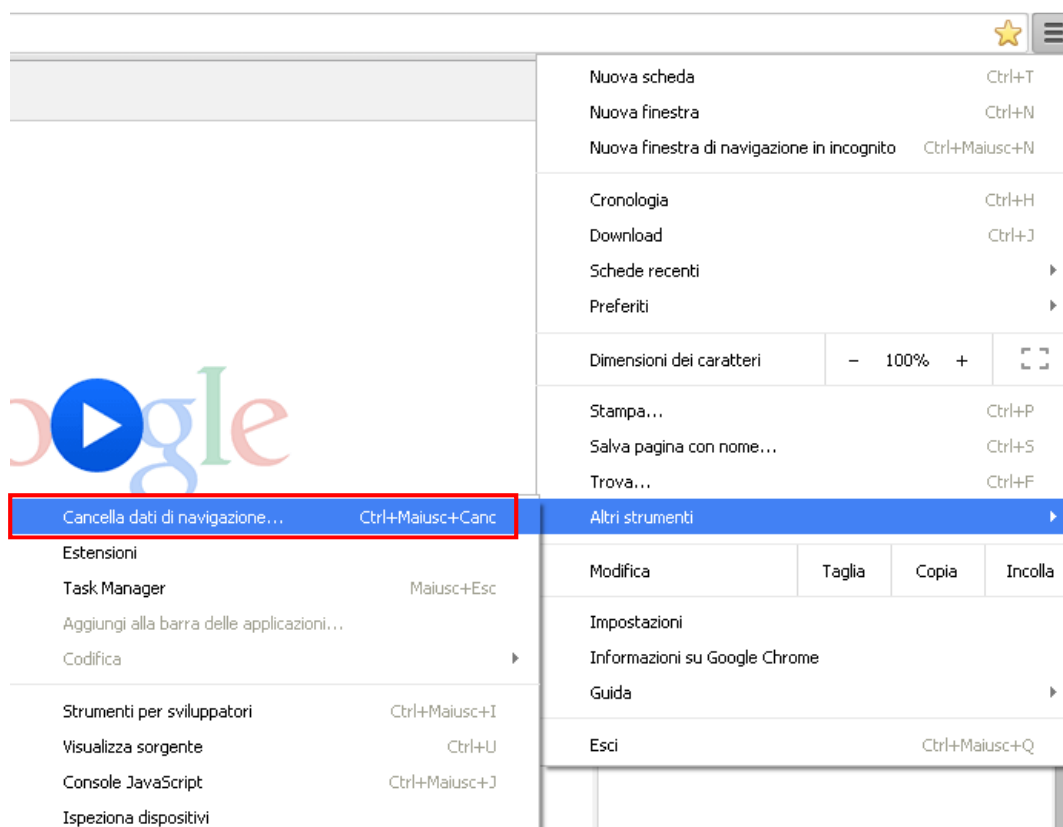 Nuova scheda Ctrl+T
Nuova finestra Ctrl+N
Nuova finestra di navigazione in incognito Ctrl+Maiusc+N
Cronologia Ctrl+H
Download Ctrl+J
Schede recenti
Preferiti
Dimensioni dei caratteri - 100% +
Stampa... Ctrl+P
Salva pagina con nome... Ctrl+S
Trova... Ctrl+F
Altri strumenti
Modifica Taglia Copia Incolla
Impostazioni
Informazioni su Google Chrome
Guida
Esci Ctrl+Maiusc+Q
ogle
Cancella dati di navigazione... Ctrl+Maiusc+Canc
Estensioni
Task Manager Maiusc+Esc
Aggiungi alla barra delle applicazioni...
Codifica
Strumenti per sviluppatori Ctrl+Maiusc+I
Visualizza sorgente Ctrl+U
Console JavaScript Ctrl+Maiusc+J
Ispeziona dispositivi